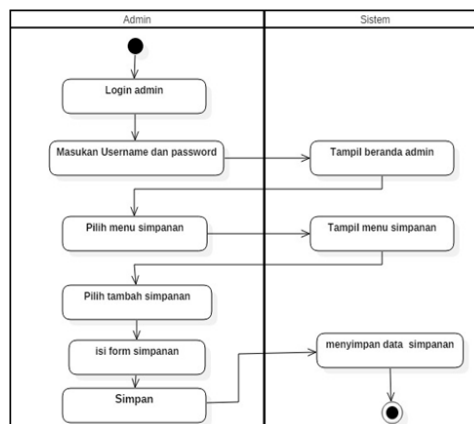 Admin
Sistem
Login admin
Masukan Username dan password
Tampil beranda admin
Pilih menu simpanan
Tampil menu simpanan
Pilih tambah simpanan
isi form simpanan
menyimpan data simpanan
Simpan